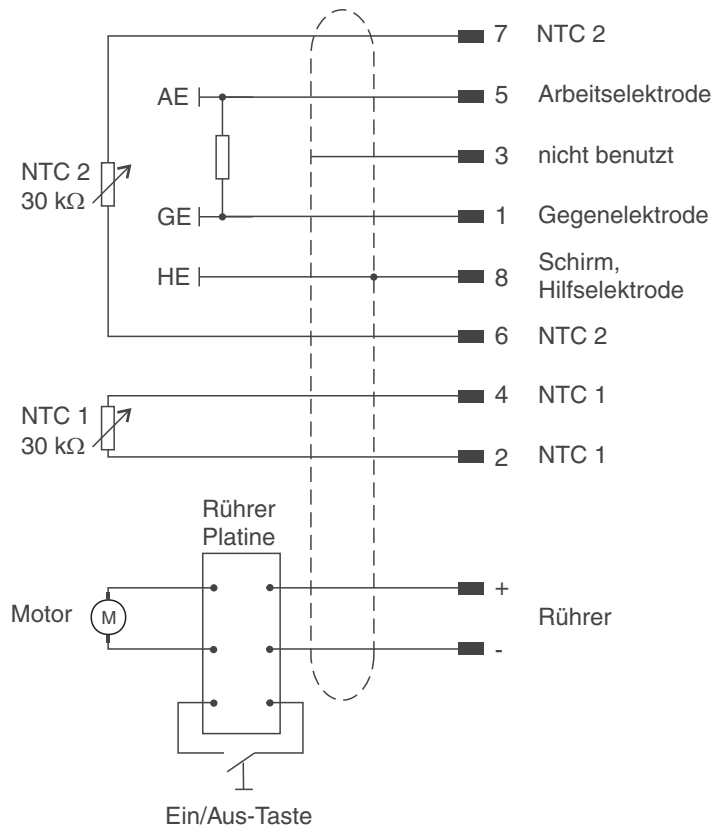 7 NTC 2
AE 5 Arbeitselektrode
NTC 2
30 kΩ
3 nicht benutzt
GE 1 Gegenelektrode
HE 8 Schirm,
Hilfselektrode
6 NTC 2
NTC 1
30 kΩ
4 NTC 1
2 NTC 1
Rührer
Platine
Motor M
+
-
Rührer
Ein/Aus-Taste